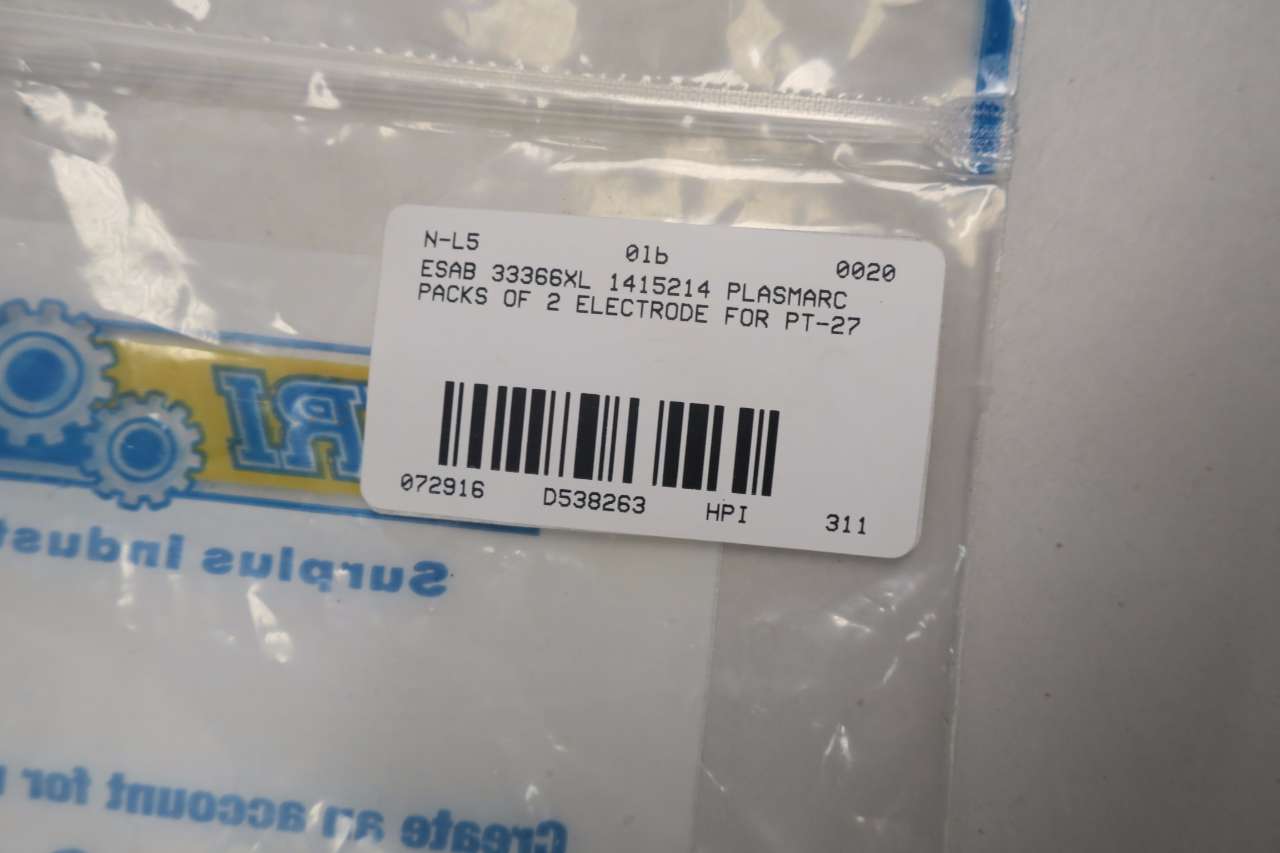 N-L5 01b 0020
ESAB 33366XL 1415214 PLASMARC
PACKS OF 2 ELECTRODE FOR PT-27
072916 D538263 HPI 311
RI
Surplus Indust
Create an account for